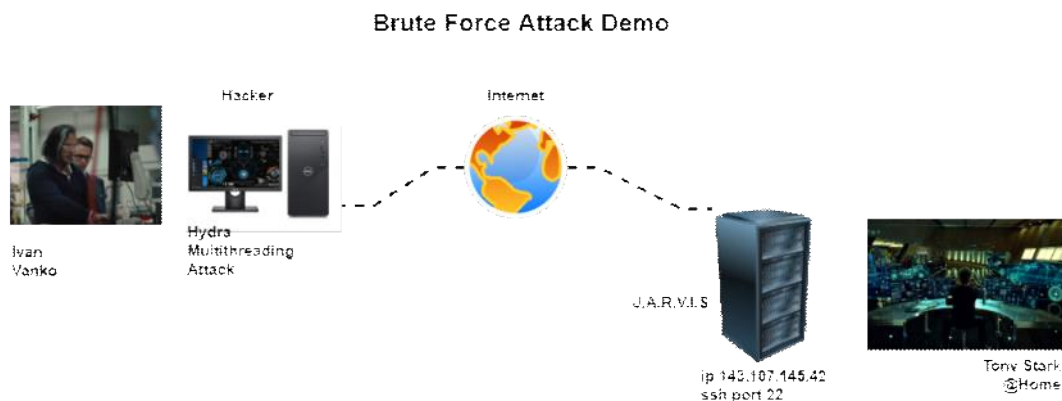 Brute Force Attack Demo
Hacker
Internet
Ivan
Vanko
Hydra
Multithreading
Attack
J.A.R.V.I.S
ip 143.107.145.42
ssh port 22
Tony Stark
@Home